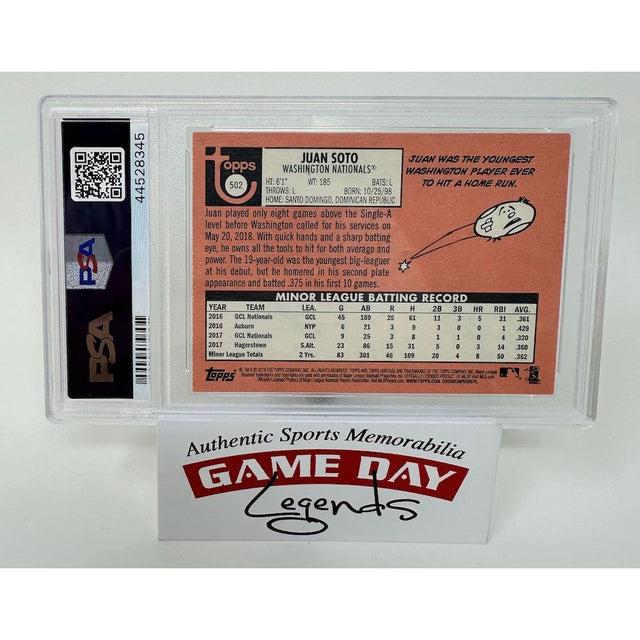 44528345
PSA
PSA
topps
502
JUAN SOTO
WASHINGTON NATIONALS®
HT: 6'1" WT: 185 BATS: L
THROWS: L BORN: 10/25/98
HOME: SANTO DOMINGO, DOMINICAN REPUBLIC
JUAN WAS THE YOUNGEST
WASHINGTON PLAYER EVER
TO HIT A HOME RUN.
Juan played only eight games above the Single-A
level before Washington called for his services on
May 20, 2018. With quick hands and a sharp batting
eye, he owns all the tools to hit for both average and
power. The 19-year-old was the youngest big-leaguer
at his debut, but he homered in his second plate
appearance and batted .375 in his first 10 games.
MINOR LEAGUE BATTING RECORD
YEAR TEAM LEA. G AB R H 2B 3B HR RBI AVG.
2016 GCL Nationals GCL 45 169 25 61 11 3 5 31 .361
2016 Auburn NYP 6 21 3 9 3 0 0 1 .429
2017 GCL Nationals GCL 9 25 3 8 1 1 0 4 .320
2017 Hagerstown S.Atl. 23 86 15 31 5 0 3 14 .360
Minor League Totals 2 Yrs. 83 301 46 109 20 4 8 50 .362
Topps
Authentic Sports Memorabilia
GAME DAY
Legends